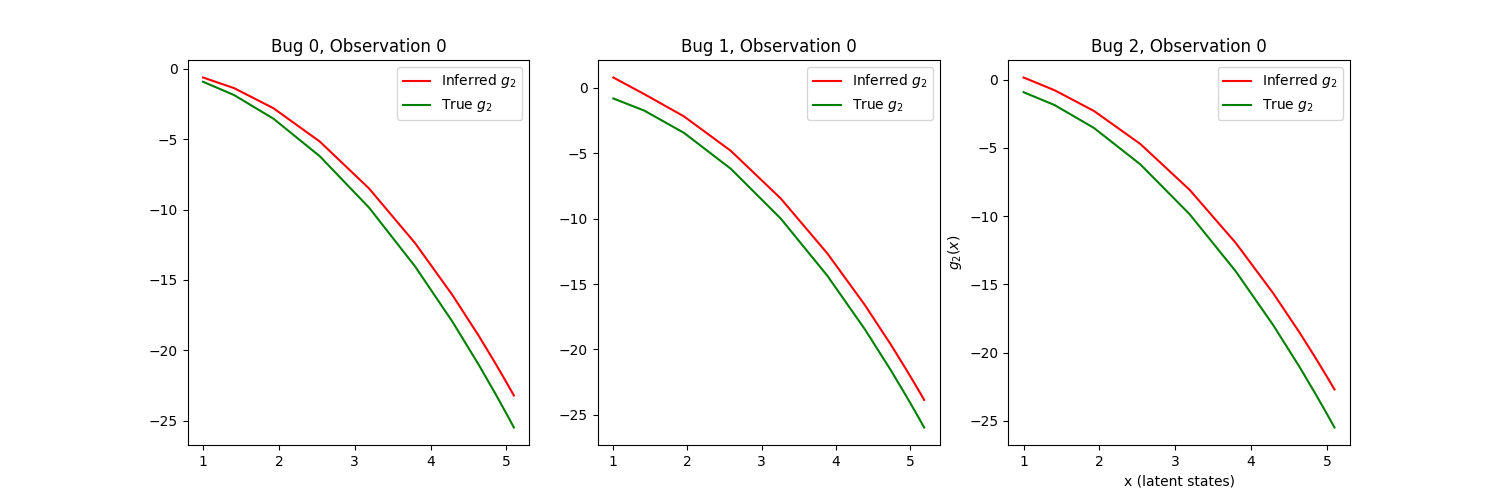 Bug 0, Observation 0
Inferred g₂
True g₂
0
−5
−10
−15
−20
−25
1 2 3 4 5
Bug 1, Observation 0
Inferred g₂
True g₂
0
−5
−10
−15
−20
−25
1 2 3 4 5
Bug 2, Observation 0
Inferred g₂
True g₂
g₂(x)
0
−5
−10
−15
−20
−25
1 2 3 4 5
x (latent states)